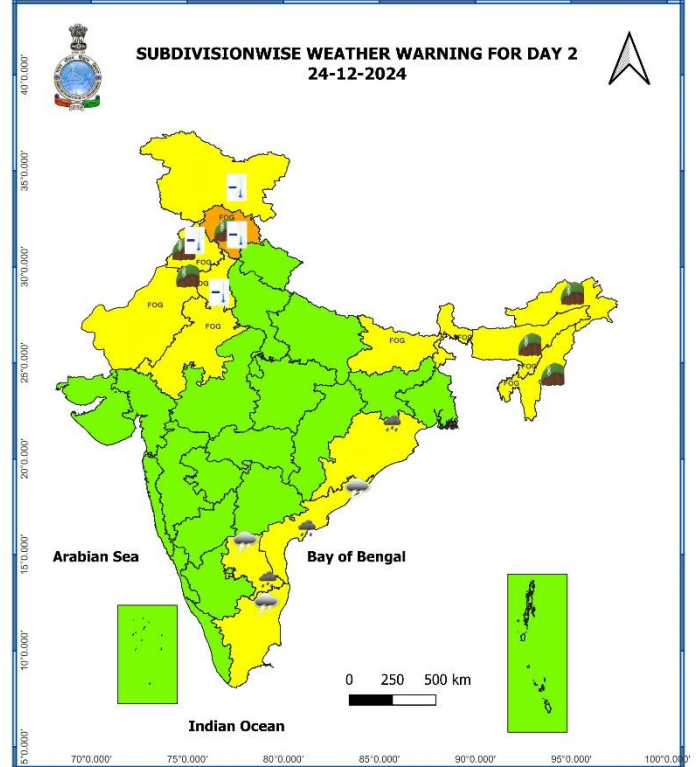 SUBDIVISIONWISE WEATHER WARNING FOR DAY 2
24-12-2024
40°0.000'
35°0.000'
30°0.000'
25°0.000'
20°0.000'
15°0.000'
10°0.000'
5°0.000'
FOG
FOG
FOG
FOG
FOG
FOG
FOG
FOG
Arabian Sea
Bay of Bengal
0 250 500 km
Indian Ocean
70°0.000' 75°0.000' 80°0.000' 85°0.000' 90°0.000' 95°0.000' 100°0.000'